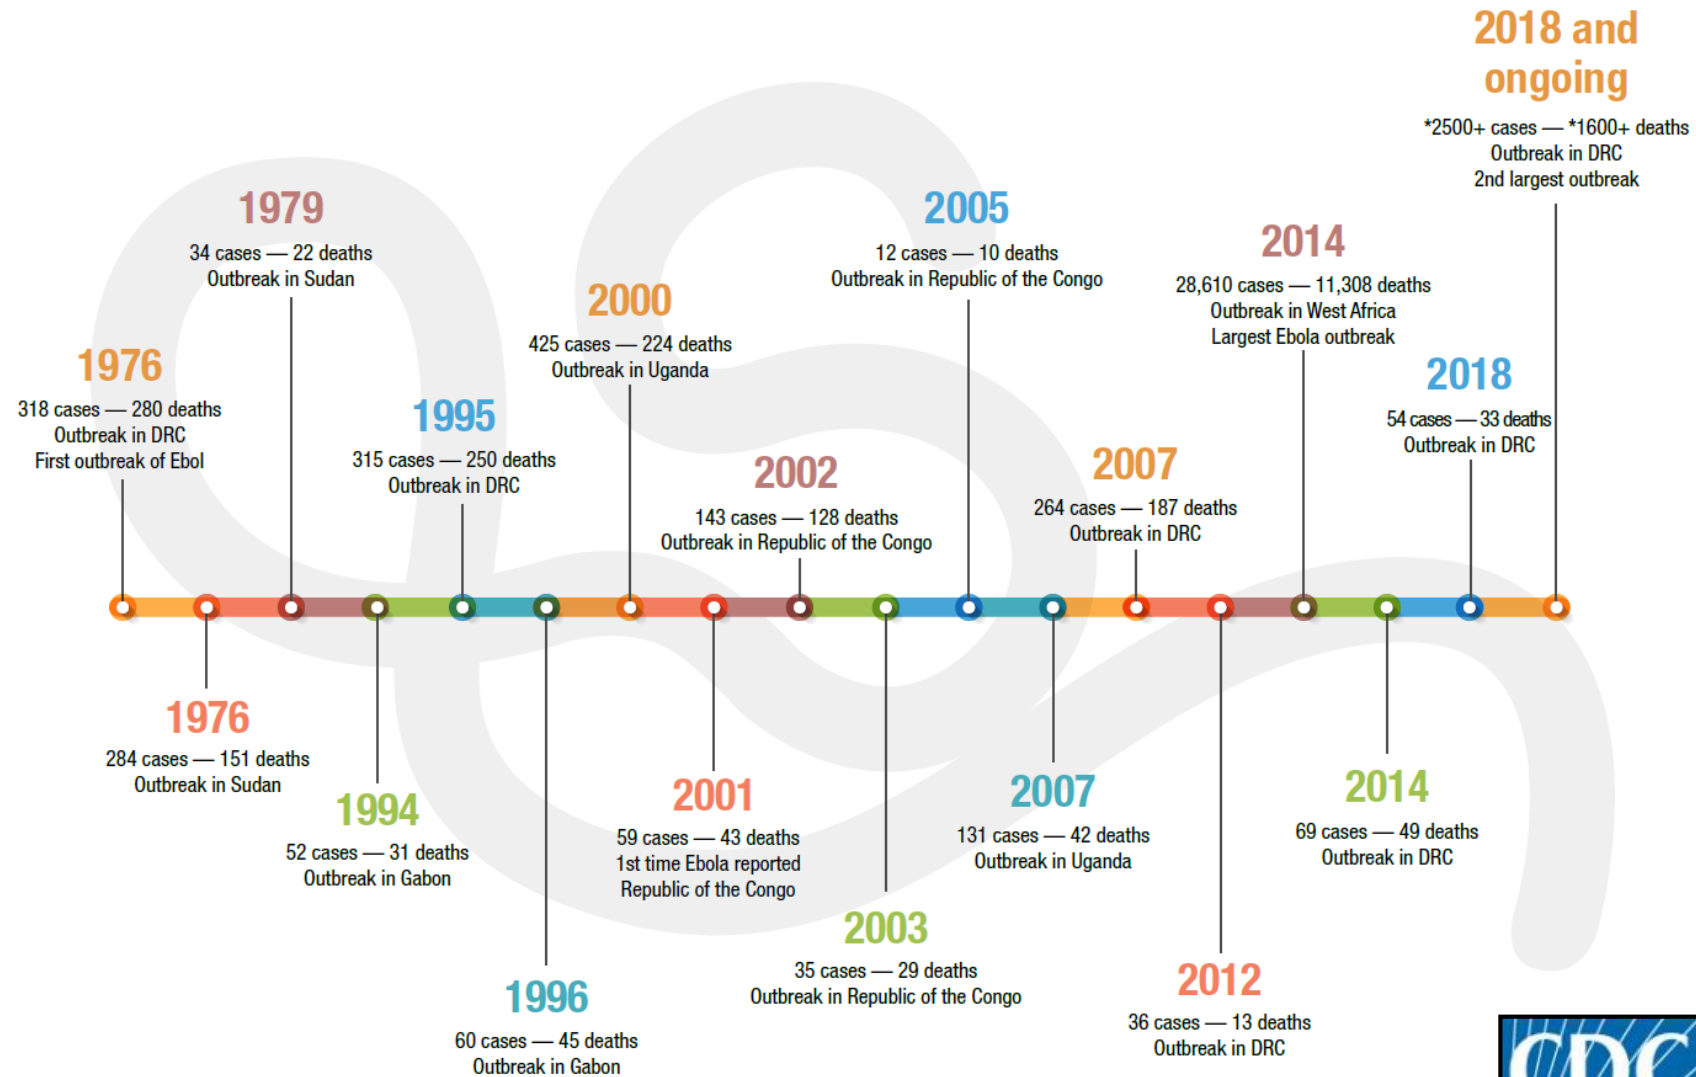 1976
318 cases — 280 deaths
Outbreak in DRC
First outbreak of Ebol
1976
284 cases — 151 deaths
Outbreak in Sudan
1979
34 cases — 22 deaths
Outbreak in Sudan
1994
52 cases — 31 deaths
Outbreak in Gabon
1995
315 cases — 250 deaths
Outbreak in DRC
1996
60 cases — 45 deaths
Outbreak in Gabon
2000
425 cases — 224 deaths
Outbreak in Uganda
2001
59 cases — 43 deaths
1st time Ebola reported
Republic of the Congo
2002
143 cases — 128 deaths
Outbreak in Republic of the Congo
2003
35 cases — 29 deaths
Outbreak in Republic of the Congo
2005
12 cases — 10 deaths
Outbreak in Republic of the Congo
2007
131 cases — 42 deaths
Outbreak in Uganda
2007
264 cases — 187 deaths
Outbreak in DRC
2012
36 cases — 13 deaths
Outbreak in DRC
2014
28,610 cases — 11,308 deaths
Outbreak in West Africa
Largest Ebola outbreak
2014
69 cases — 49 deaths
Outbreak in DRC
2018
54 cases — 33 deaths
Outbreak in DRC
2018 and
ongoing
*2500+ cases — *1600+ deaths
Outbreak in DRC
2nd largest outbreak
CDC